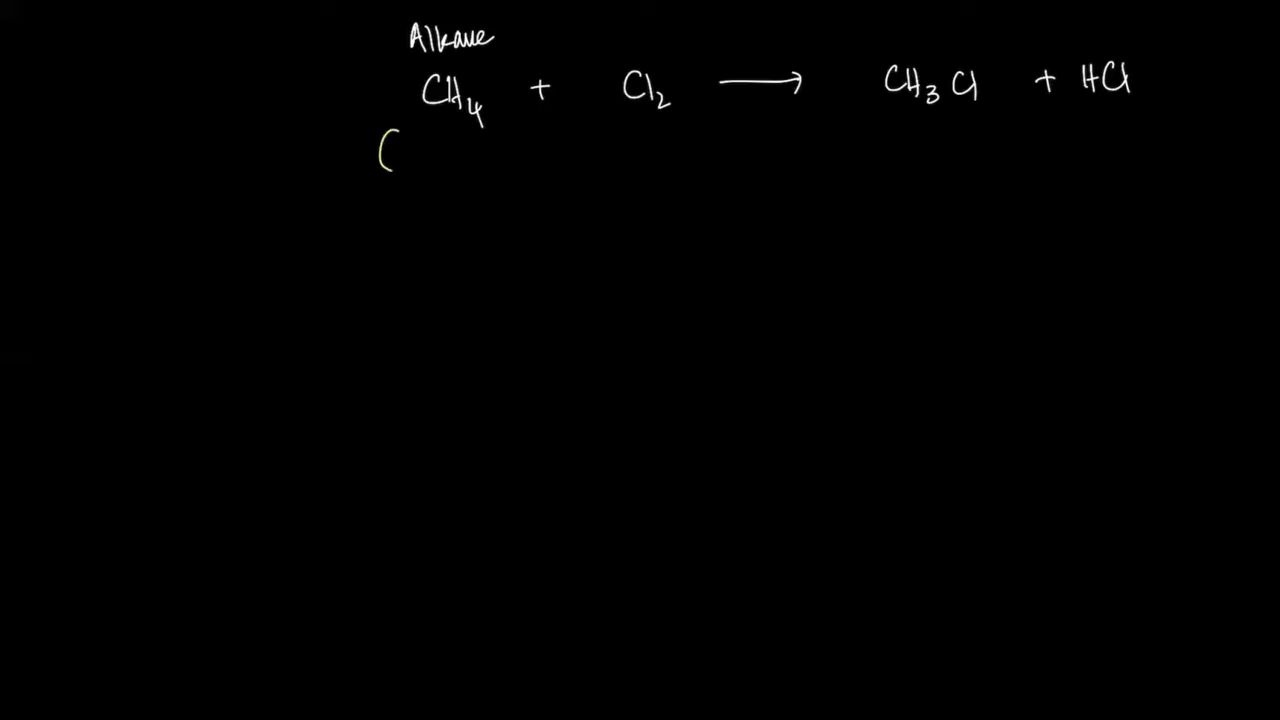 Alkane
CH₄ + Cl₂ ⟶ CH₃Cl + HCl
(